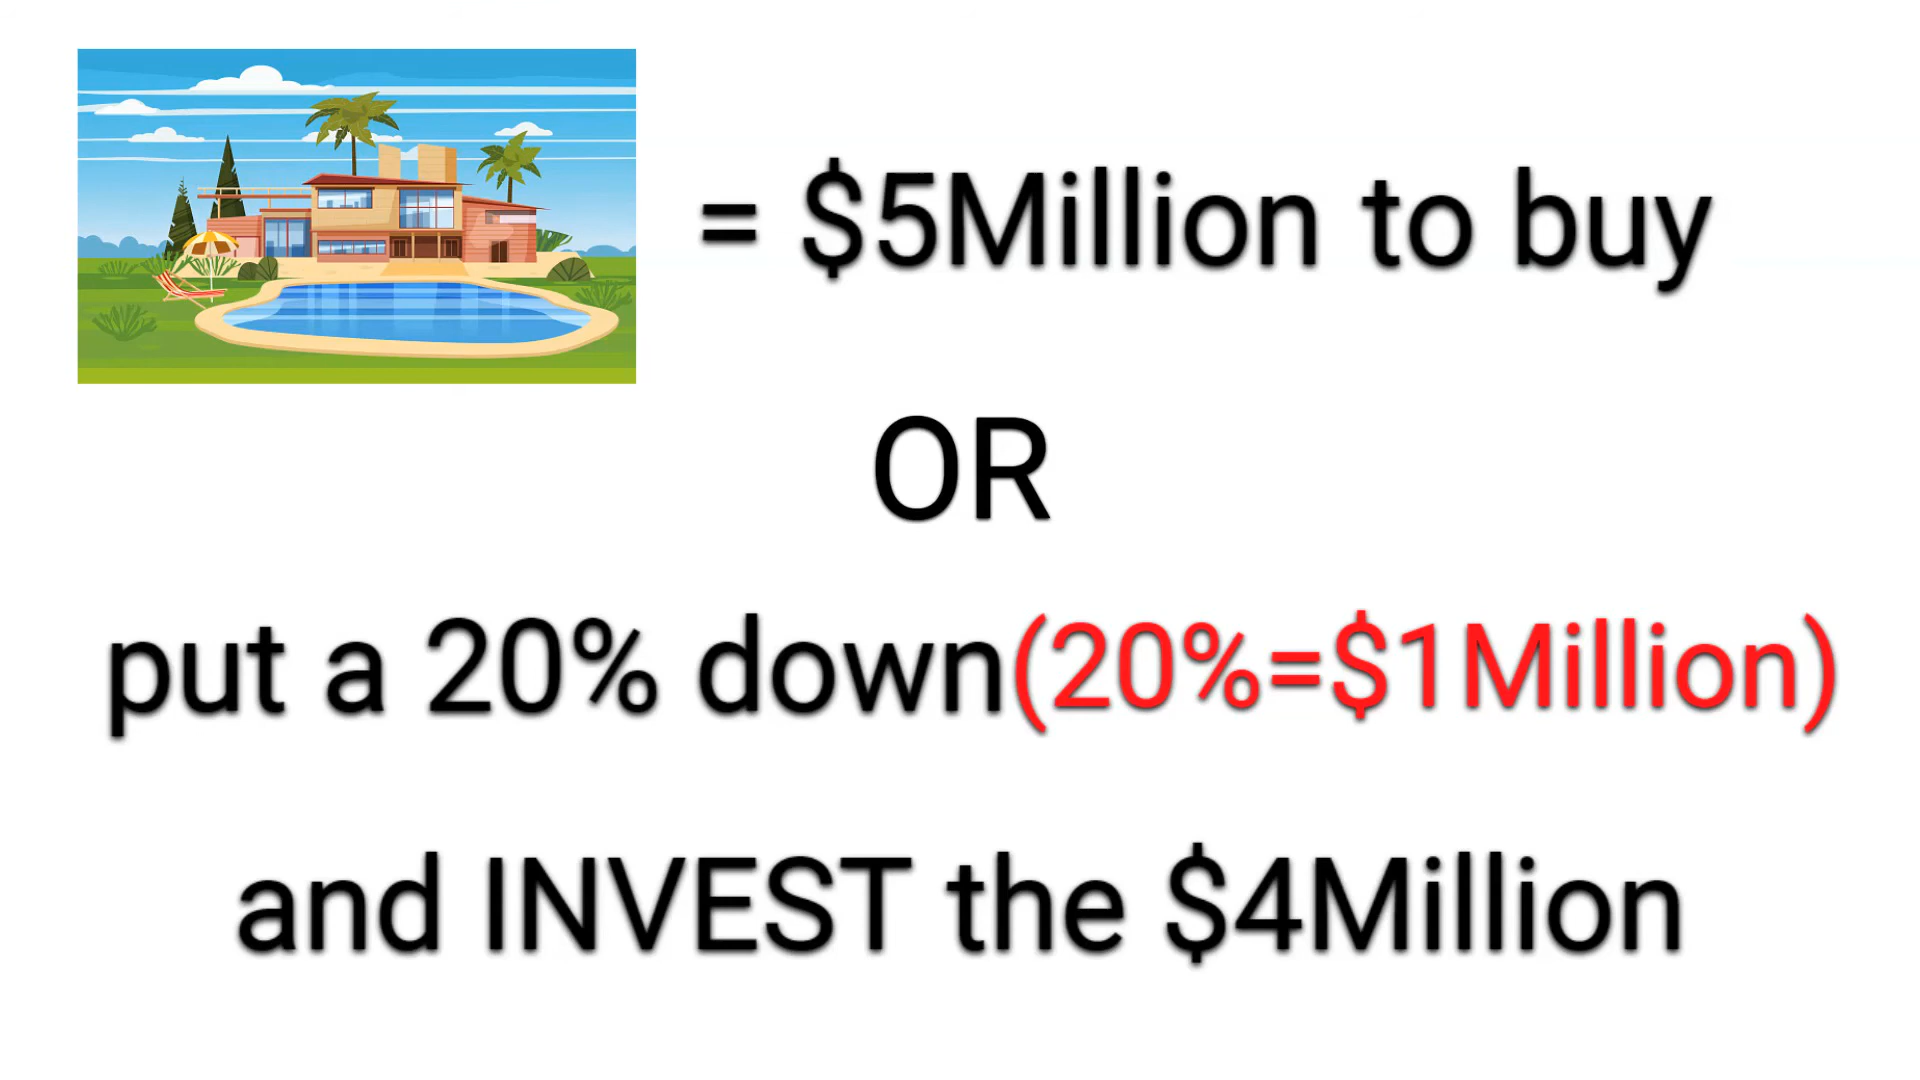 = $5Million to buy
OR
put a 20% down(20%=$1Million)
and INVEST the $4Million